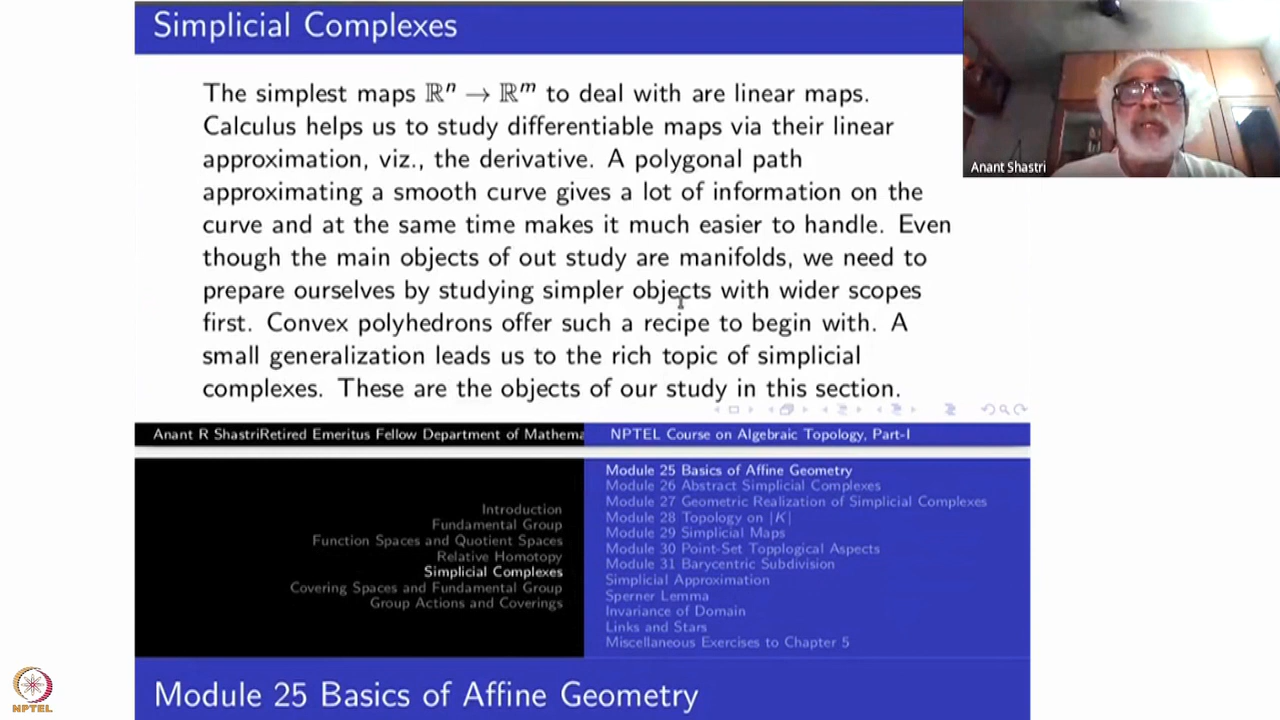 Simplicial Complexes
The simplest maps ℝⁿ → ℝᵐ to deal with are linear maps.
Calculus helps us to study differentiable maps via their linear
approximation, viz., the derivative. A polygonal path
approximating a smooth curve gives a lot of information on the
curve and at the same time makes it much easier to handle. Even
though the main objects of out study are manifolds, we need to
prepare ourselves by studying simpler objects with wider scopes
first. Convex polyhedrons offer such a recipe to begin with. A
small generalization leads us to the rich topic of simplicial
complexes. These are the objects of our study in this section.
Anant Shastri
Anant R ShastriRetired Emeritus Fellow Department of Mathema
NPTEL Course on Algebraic Topology, Part-I
Introduction
Fundamental Group
Function Spaces and Quotient Spaces
Relative Homotopy
Simplicial Complexes
Covering Spaces and Fundamental Group
Group Actions and Coverings
Module 25 Basics of Affine Geometry
Module 26 Abstract Simplicial Complexes
Module 27 Geometric Realization of Simplicial Complexes
Module 28 Topology on |K|
Module 29 Simplicial Maps
Module 30 Point-Set Topplogical Aspects
Module 31 Barycentric Subdivision
Simplicial Approximation
Sperner Lemma
Invariance of Domain
Links and Stars
Miscellaneous Exercises to Chapter 5
Module 25 Basics of Affine Geometry
NPTEL